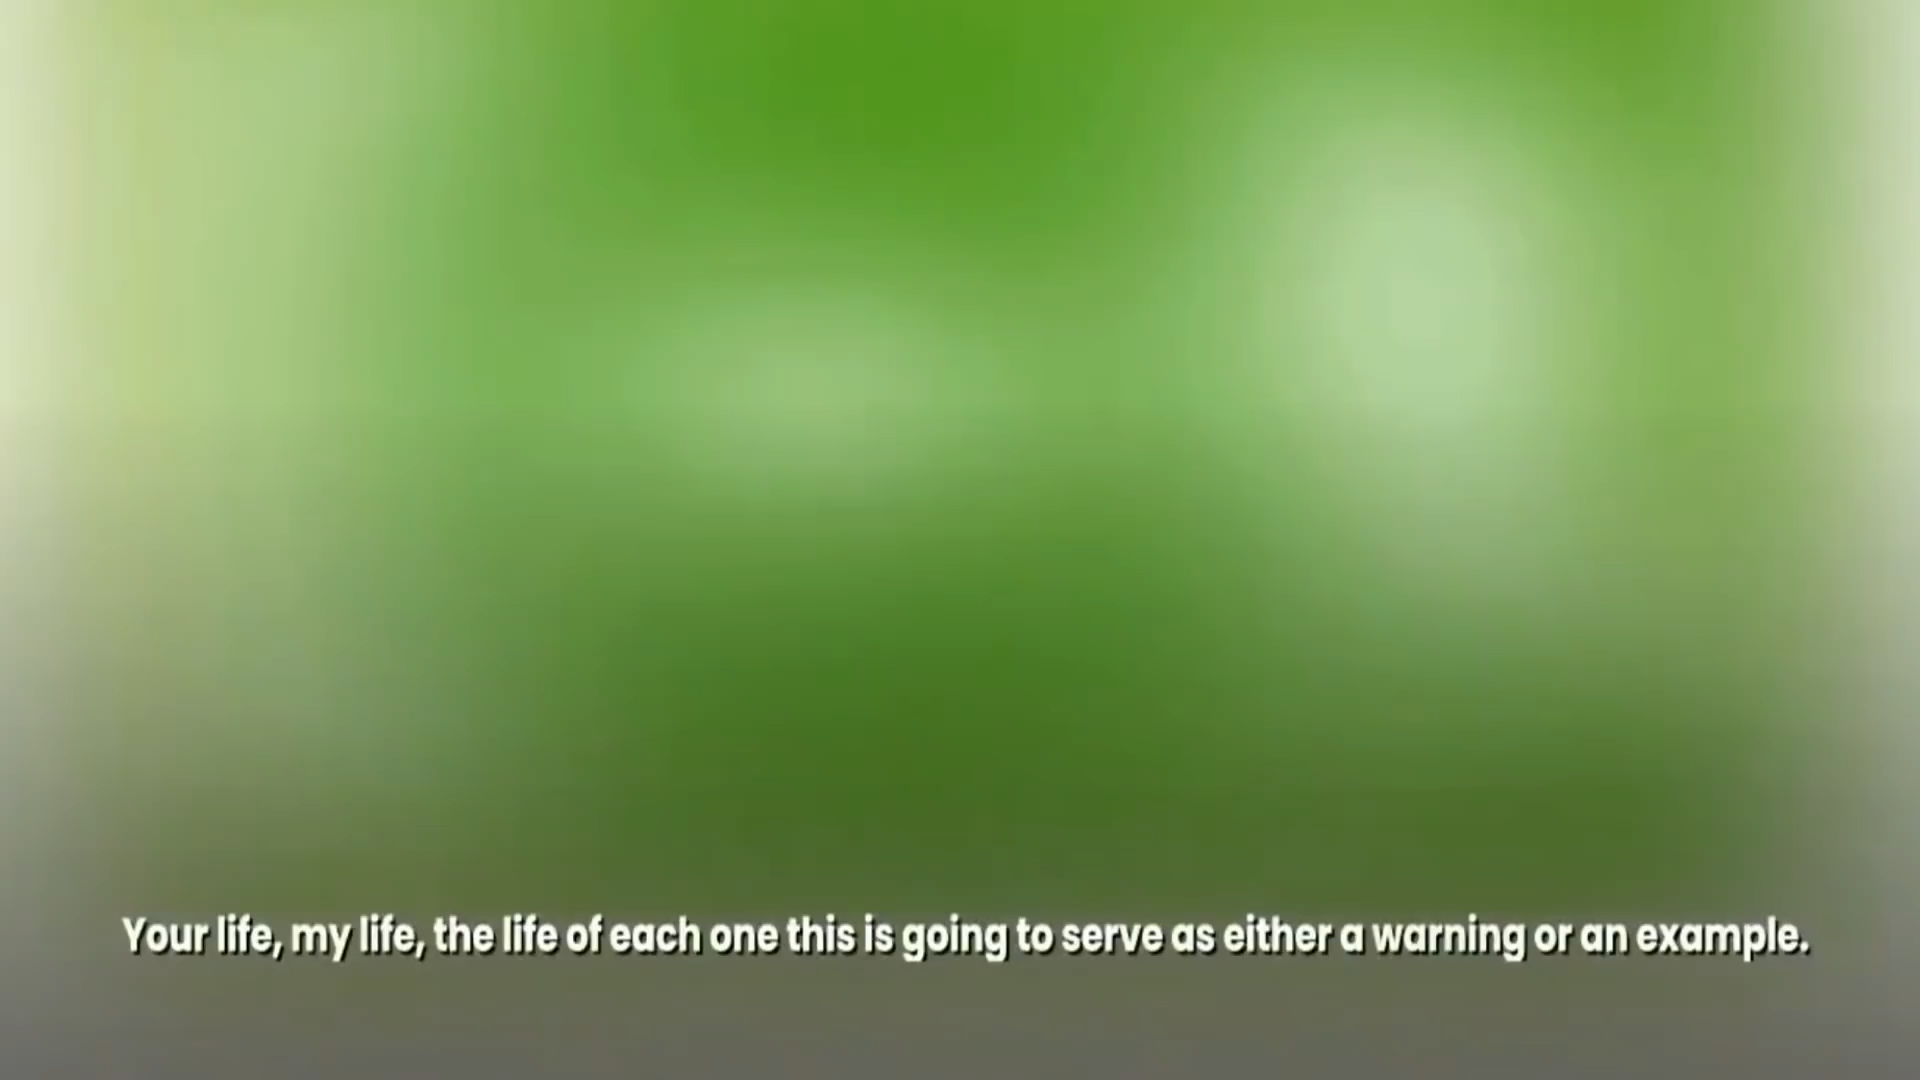 Your life, my life, the life of each one this is going to serve as either a warning or an example.